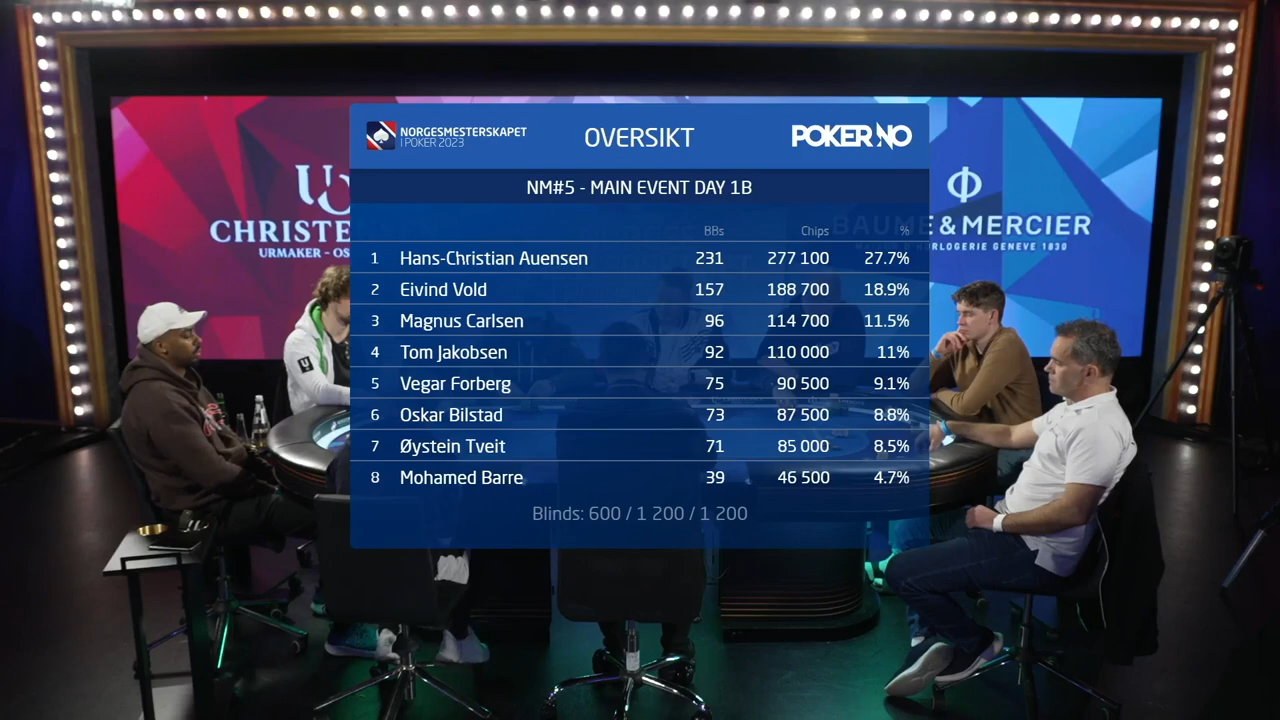 NORGESMESTERSKAPET
I POKER 2023
OVERSIKT
POKER.NO
NM#5 - MAIN EVENT DAY 1B
UC
CHRISTE
URMAKER - OS
Φ
BAUME & MERCIER
MAISON D'HORLOGERIE GENEVE 1830
BBs Chips %
1 Hans-Christian Auensen 231 277 100 27.7%
2 Eivind Vold 157 188 700 18.9%
3 Magnus Carlsen 96 114 700 11.5%
4 Tom Jakobsen 92 110 000 11%
5 Vegar Forberg 75 90 500 9.1%
6 Oskar Bilstad 73 87 500 8.8%
7 Øystein Tveit 71 85 000 8.5%
8 Mohamed Barre 39 46 500 4.7%
Blinds: 600 / 1 200 / 1 200